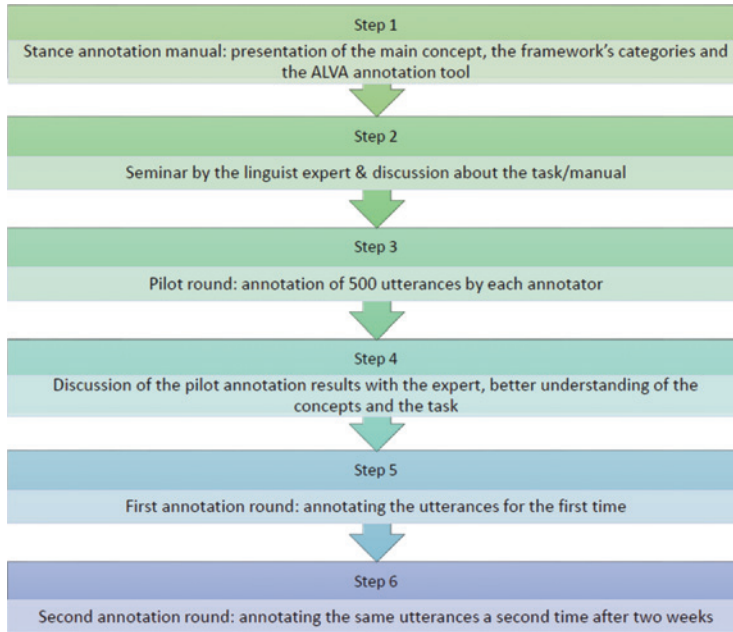 Step 1
Stance annotation manual: presentation of the main concept, the framework's categories and
the ALVA annotation tool
Step 2
Seminar by the linguist expert & discussion about the task/manual
Step 3
Pilot round: annotation of 500 utterances by each annotator
Step 4
Discussion of the pilot annotation results with the expert, better understanding of the
concepts and the task
Step 5
First annotation round: annotating the utterances for the first time
Step 6
Second annotation round: annotating the same utterances a second time after two weeks